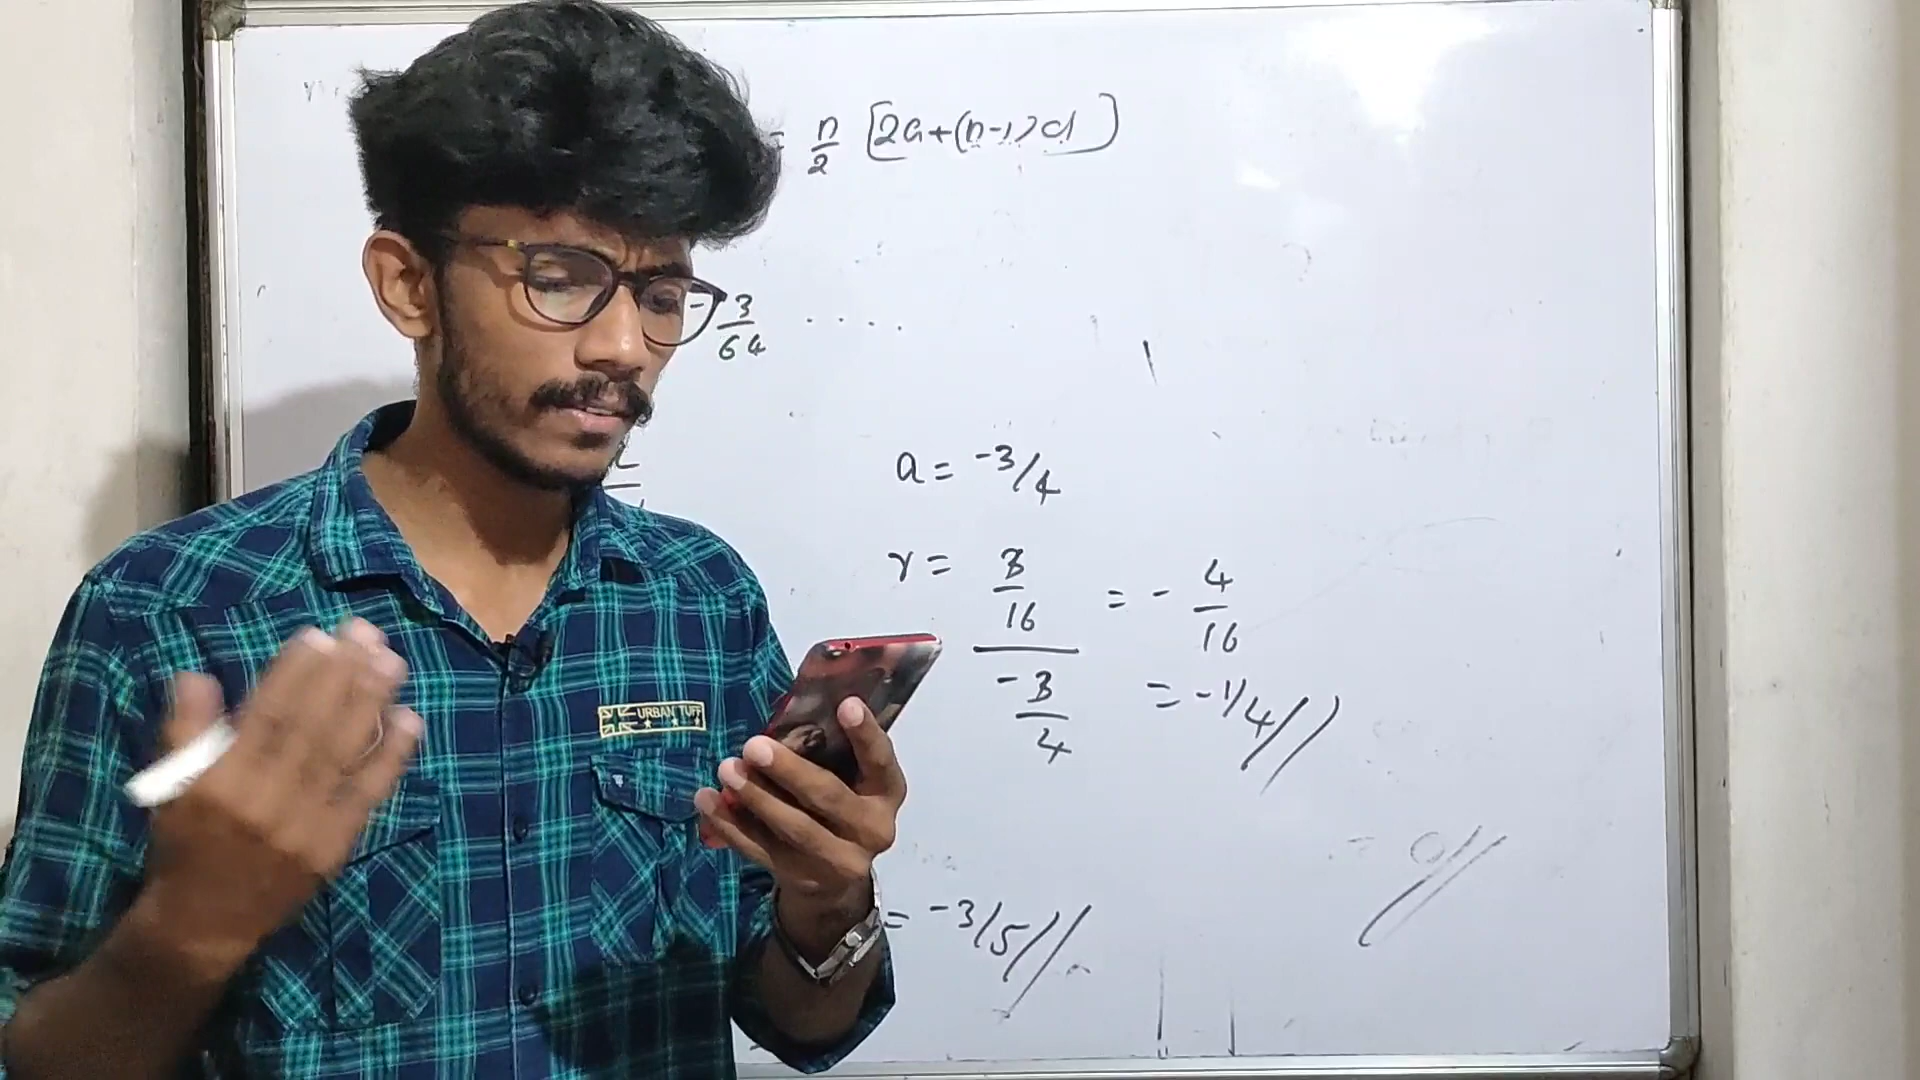 = n/2 [2a+(n-1)d]
- 3/64 ....
a = -3/4
r = 3/16 / -3/4 = - 4/16
= -1/4//
URBAN TUFF
= 0//
= -3/5//